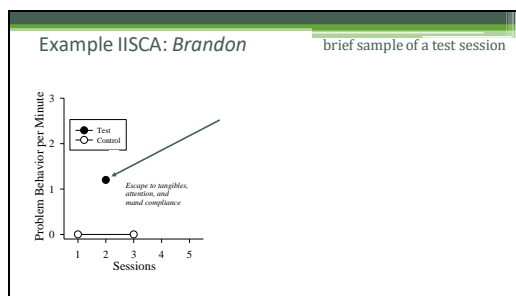 Example IISCA: Brandon
brief sample of a test session
Problem Behavior per Minute
3
2
1
0
Test
Control
Escape to tangibles,
attention, and
mand compliance
1 2 3 4 5
Sessions